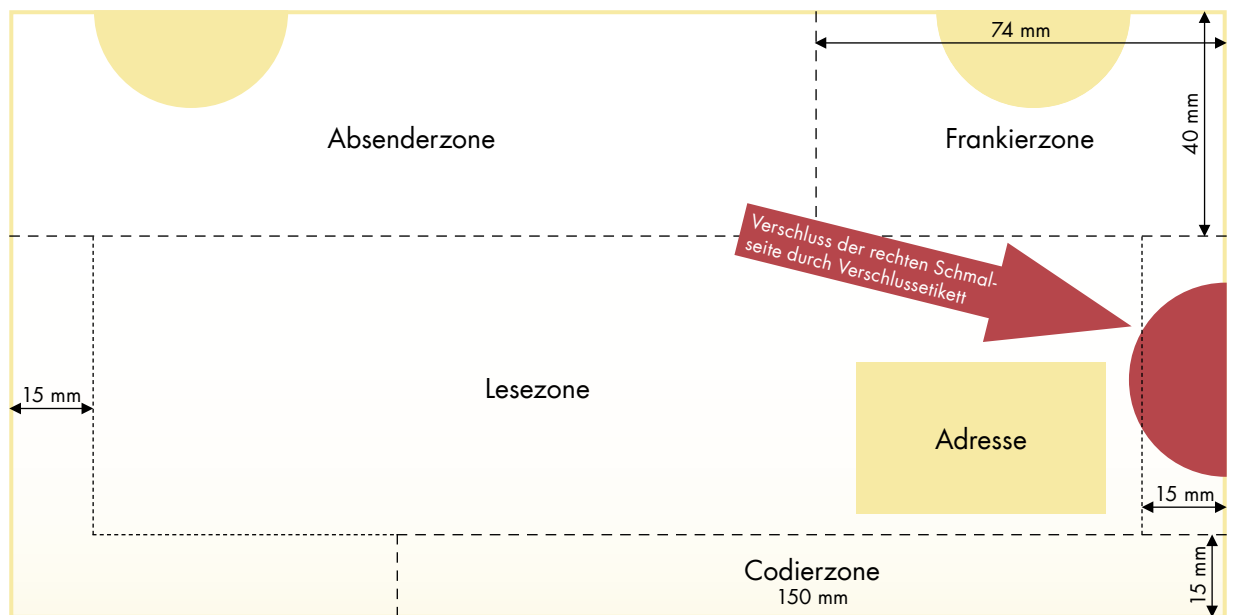 74 mm
40 mm
Absenderzone
Frankierzone
Verschluss der rechten Schmal-
seite durch Verschlussetikett
15 mm
Lesezone
Adresse
15 mm
Codierzone
150 mm
15 mm